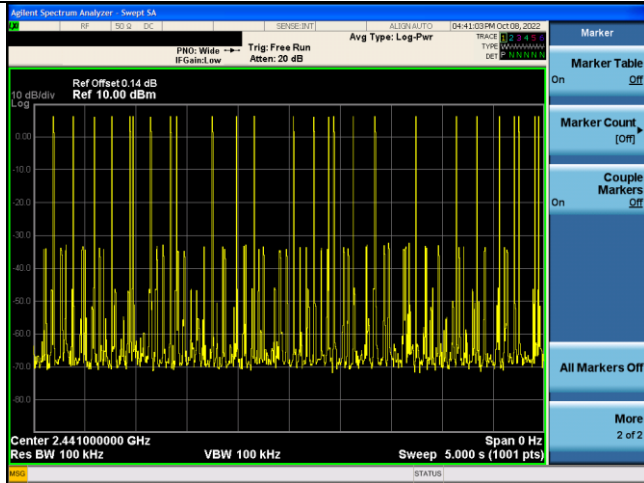 Agilent Spectrum Analyzer - Swept SA
RF 50 Ω DC SENSE:INT ALIGN AUTO 04:41:03 PM Oct 08, 2022
Marker
Avg Type: Log-Pwr
TRACE 1 2 3 4 5 6
PNO: Wide Trig: Free Run
TYPE WWWWWW
IFGain:Low Atten: 20 dB
DET P N N N N N
Marker Table
On Off
Ref Offset 0.14 dB
10 dB/div Ref 10.00 dBm
Log
Marker Count
[Off]
0.00
-10.0
Couple
Markers
On Off
-20.0
-30.0
-40.0
-50.0
-60.0
-70.0
All Markers Off
-80.0
More
2 of 2
Center 2.441000000 GHz Span 0 Hz
Res BW 100 kHz VBW 100 kHz Sweep 5.000 s (1001 pts)
MSG STATUS